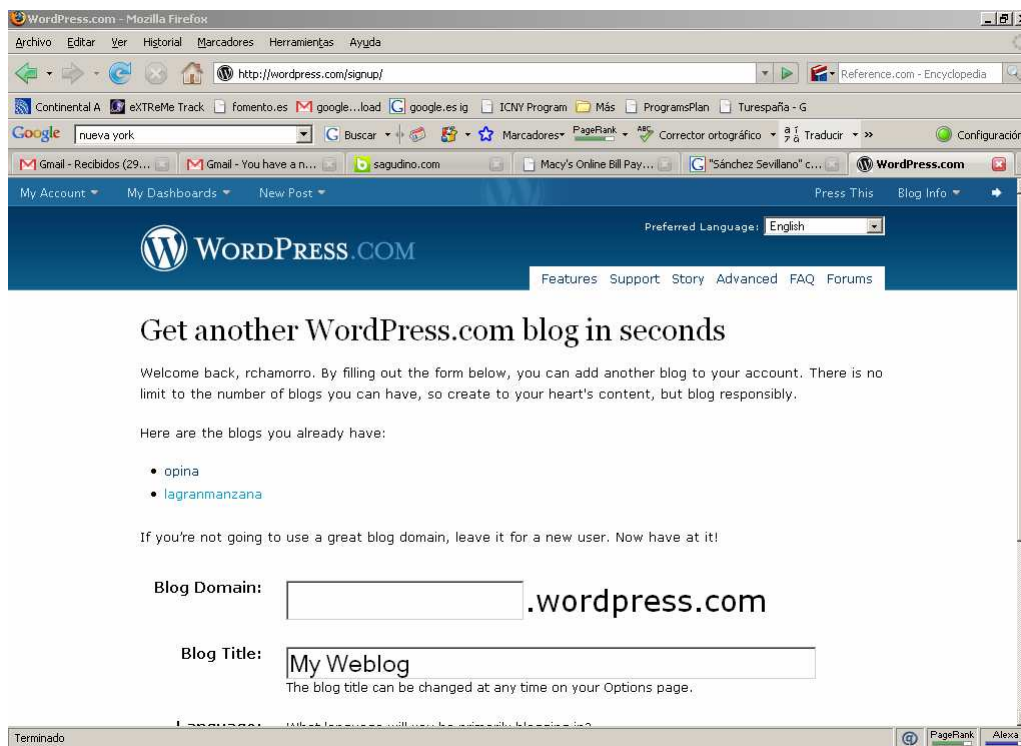 WordPress.com - Mozilla Firefox
Archivo Editar Ver Historial Marcadores Herramientas Ayuda
http://wordpress.com/signup/
Reference.com - Encyclopedia
Continental A eXTReMe Track fomento.es google...load google.es ig ICNY Program Más ProgramsPlan Turespaña - G
Google nueva york Buscar Marcadores PageRank Corrector ortográfico Traducir » Configuración
Gmail - Recibidos (29... Gmail - You have a n... sagudino.com Macy's Online Bill Pay... "Sánchez Sevillano" c... WordPress.com
My Account My Dashboards New Post Press This Blog Info
Preferred Language: English
WORDPRESS.COM
Features Support Story Advanced FAQ Forums
Get another WordPress.com blog in seconds
Welcome back, rchamorro. By filling out the form below, you can add another blog to your account. There is no
limit to the number of blogs you can have, so create to your heart's content, but blog responsibly.
Here are the blogs you already have:
• opina
• lagranmanzana
If you're not going to use a great blog domain, leave it for a new user. Now have at it!
Blog Domain: .wordpress.com
Blog Title: My Weblog
The blog title can be changed at any time on your Options page.
Language: What language will you be primarily blogging in?
Terminado PageRank Alexa